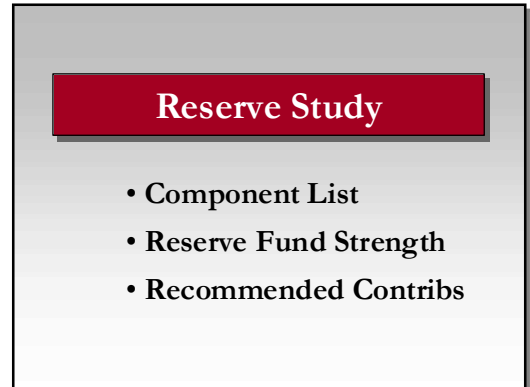 Reserve Study
• Component List
• Reserve Fund Strength
• Recommended Contribs